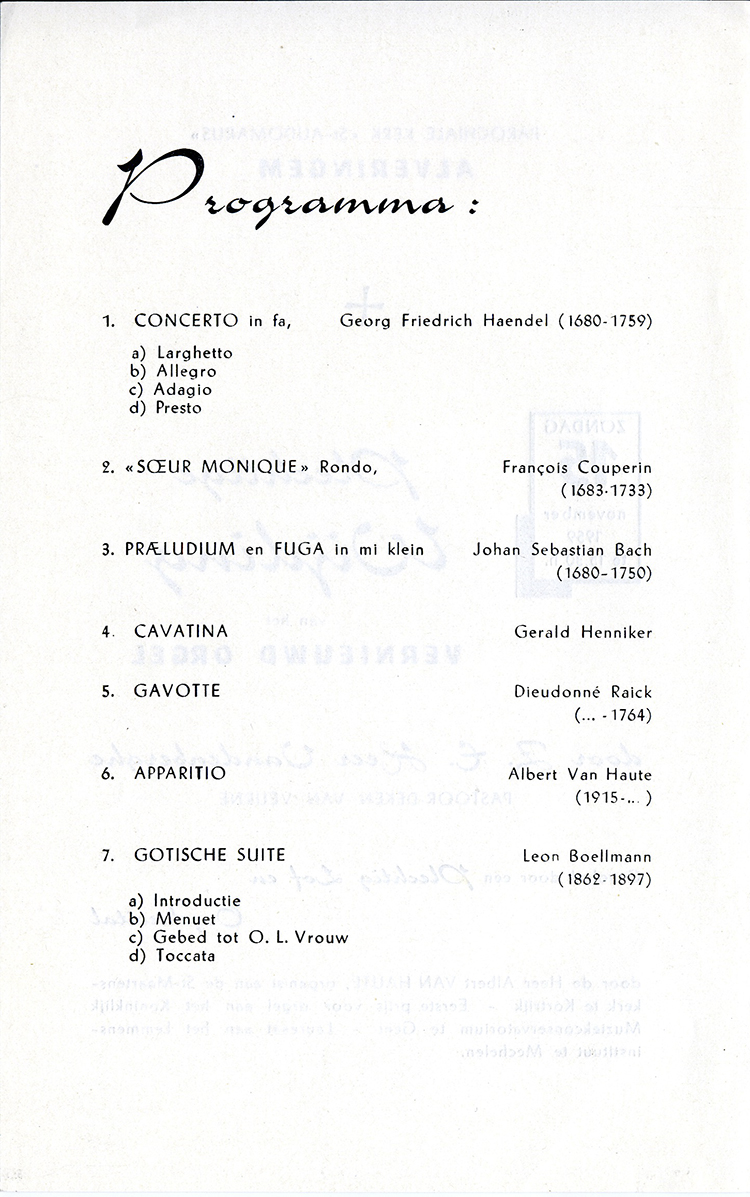 Programma :
1. CONCERTO in fa, Georg Friedrich Haendel (1680-1759)
a) Larghetto
b) Allegro
c) Adagio
d) Presto
2. «SŒUR MONIQUE» Rondo, François Couperin
(1683-1733)
3. PRÆLUDIUM en FUGA in mi klein Johan Sebastian Bach
(1680-1750)
4. CAVATINA Gerald Henniker
5. GAVOTTE Dieudonné Raick
(... - 1764)
6. APPARITIO Albert Van Haute
(1915-... )
7. GOTISCHE SUITE Leon Boellmann
(1862-1897)
a) Introductie
b) Menuet
c) Gebed tot O. L. Vrouw
d) Toccata